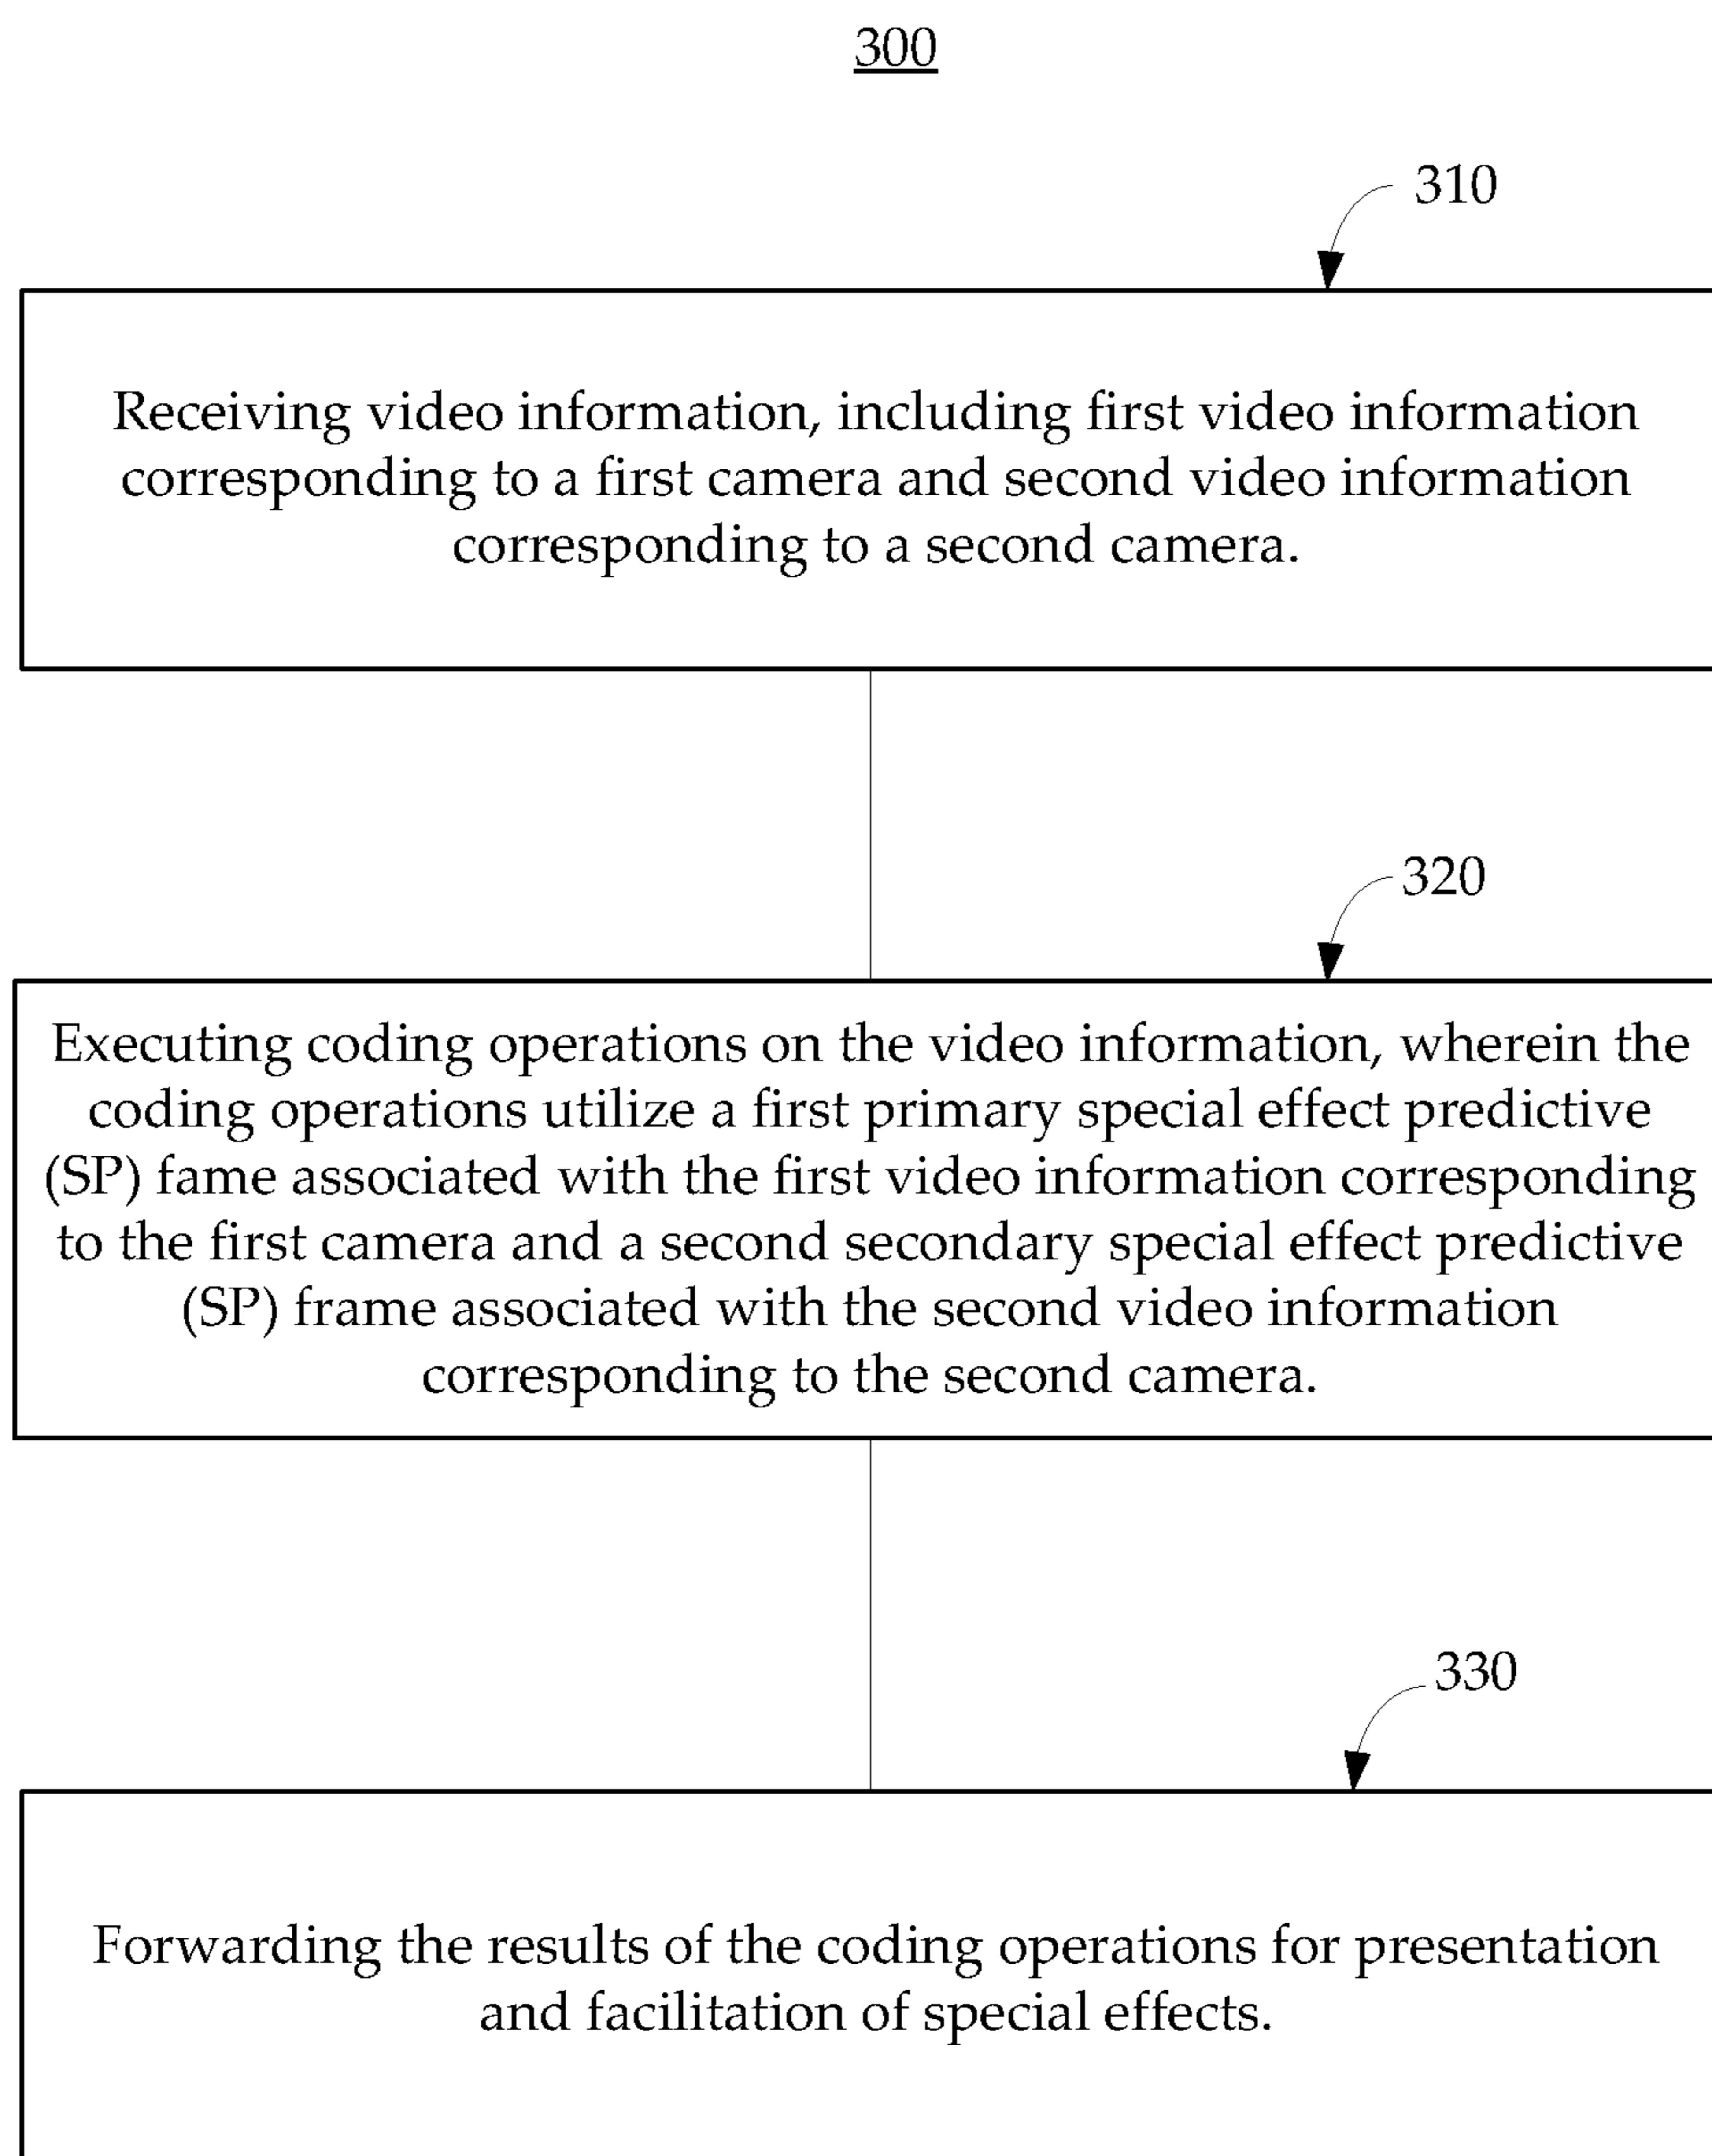 300
310
Receiving video information, including first video information
corresponding to a first camera and second video information
corresponding to a second camera.
320
Executing coding operations on the video information, wherein the
coding operations utilize a first primary special effect predictive
(SP) fame associated with the first video information corresponding
to the first camera and a second secondary special effect predictive
(SP) frame associated with the second video information
corresponding to the second camera.
330
Forwarding the results of the coding operations for presentation
and facilitation of special effects.